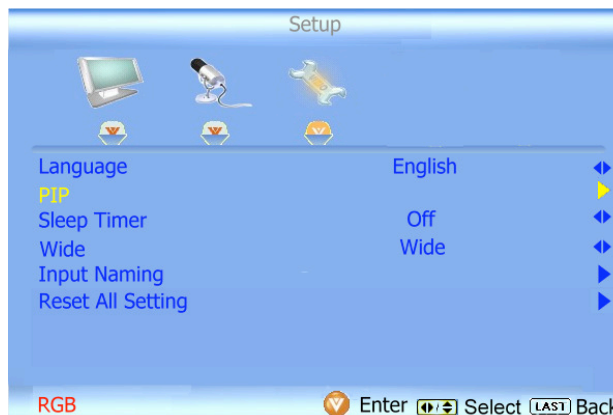 Setup
Language English
PIP
Sleep Timer Off
Wide Wide
Input Naming
Reset All Setting
RGB Enter Select LAST Back